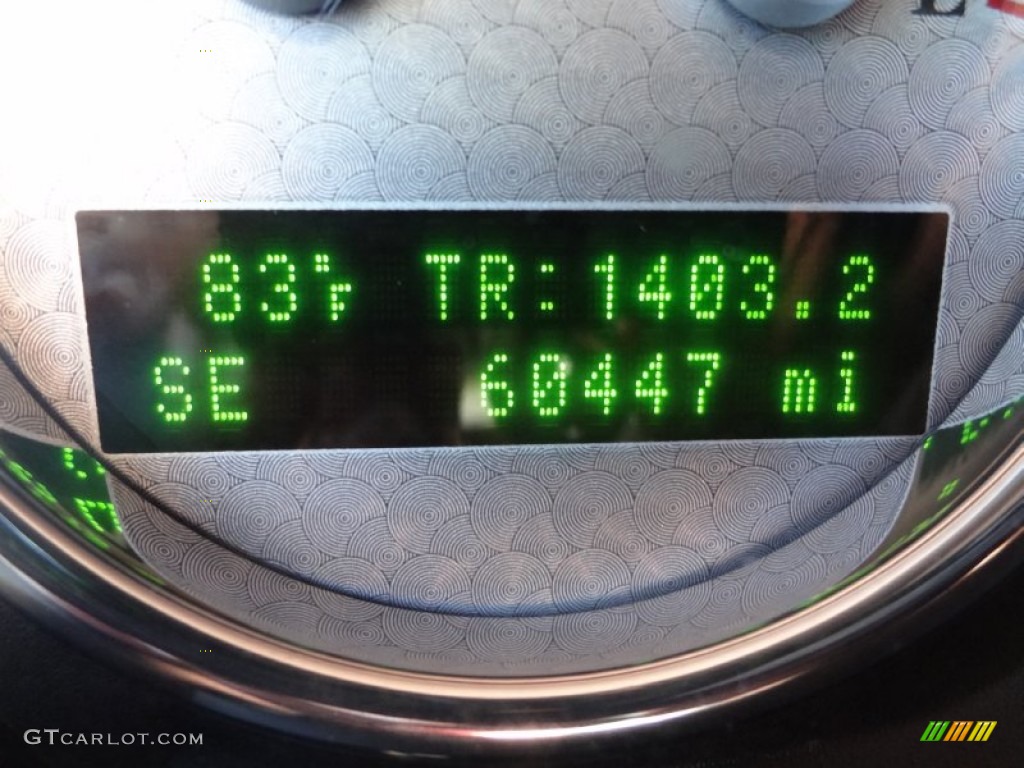 E
83°F TR:1403.2
SE 60447 mi
GTCARLOT.COM